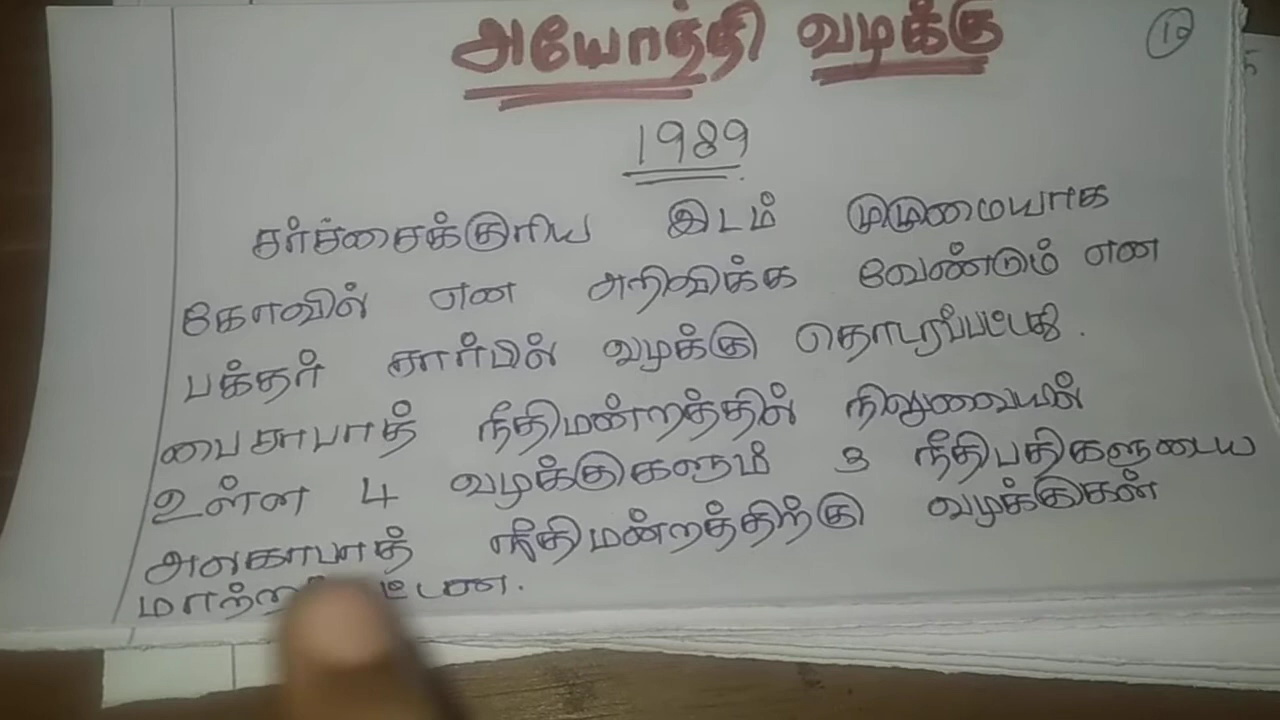 அயோத்தி வழக்கு
12
1989
சர்ச்சைக்குரிய இடம் முழுமையாக
கோவில் என அறிவிக்க வேண்டும் என
பக்தர் சார்பில் வழக்கு தொடரப்பட்டது.
பைசாபாத் நீதிமன்றத்தில் நிலுவையில்
உள்ள 4 வழக்குகளும் 3 நீதிபதிகளுடைய
அலகாபாத் நீதிமன்றத்திற்கு வழக்குகள்